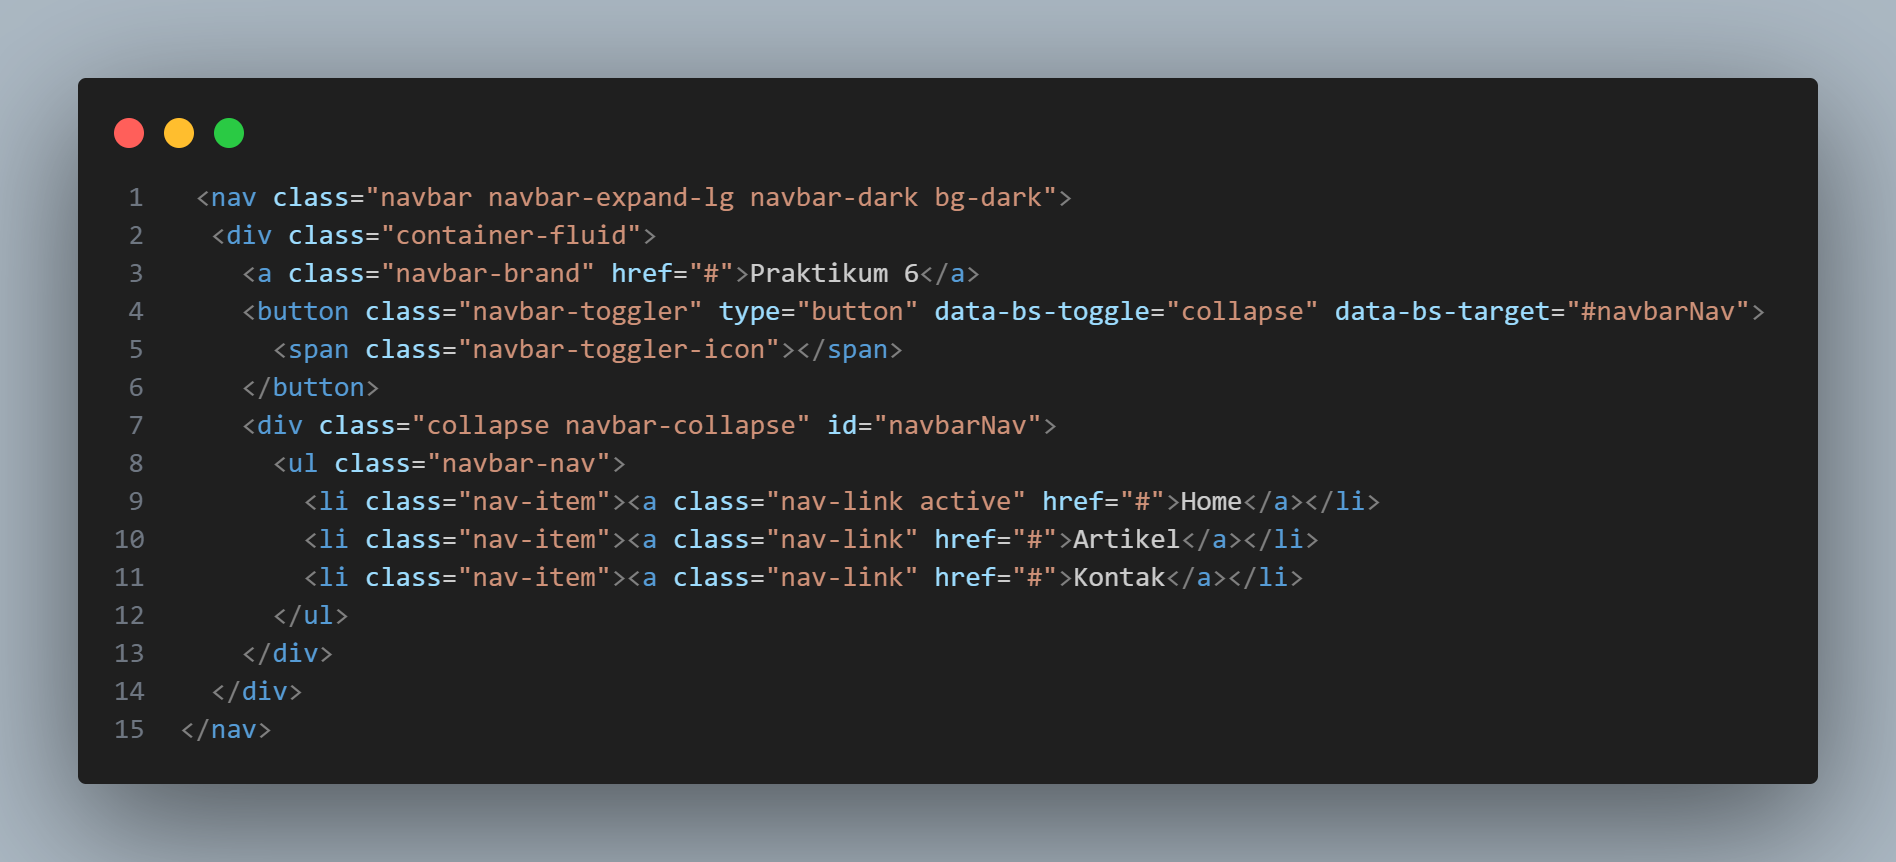 1 <nav class="navbar navbar-expand-lg navbar-dark bg-dark">
2 <div class="container-fluid">
3 <a class="navbar-brand" href="#">Praktikum 6</a>
4 <button class="navbar-toggler" type="button" data-bs-toggle="collapse" data-bs-target="#navbarNav">
5 <span class="navbar-toggler-icon"></span>
6 </button>
7 <div class="collapse navbar-collapse" id="navbarNav">
8 <ul class="navbar-nav">
9 <li class="nav-item"><a class="nav-link active" href="#">Home</a></li>
10 <li class="nav-item"><a class="nav-link" href="#">Artikel</a></li>
11 <li class="nav-item"><a class="nav-link" href="#">Kontak</a></li>
12 </ul>
13 </div>
14 </div>
15 </nav>